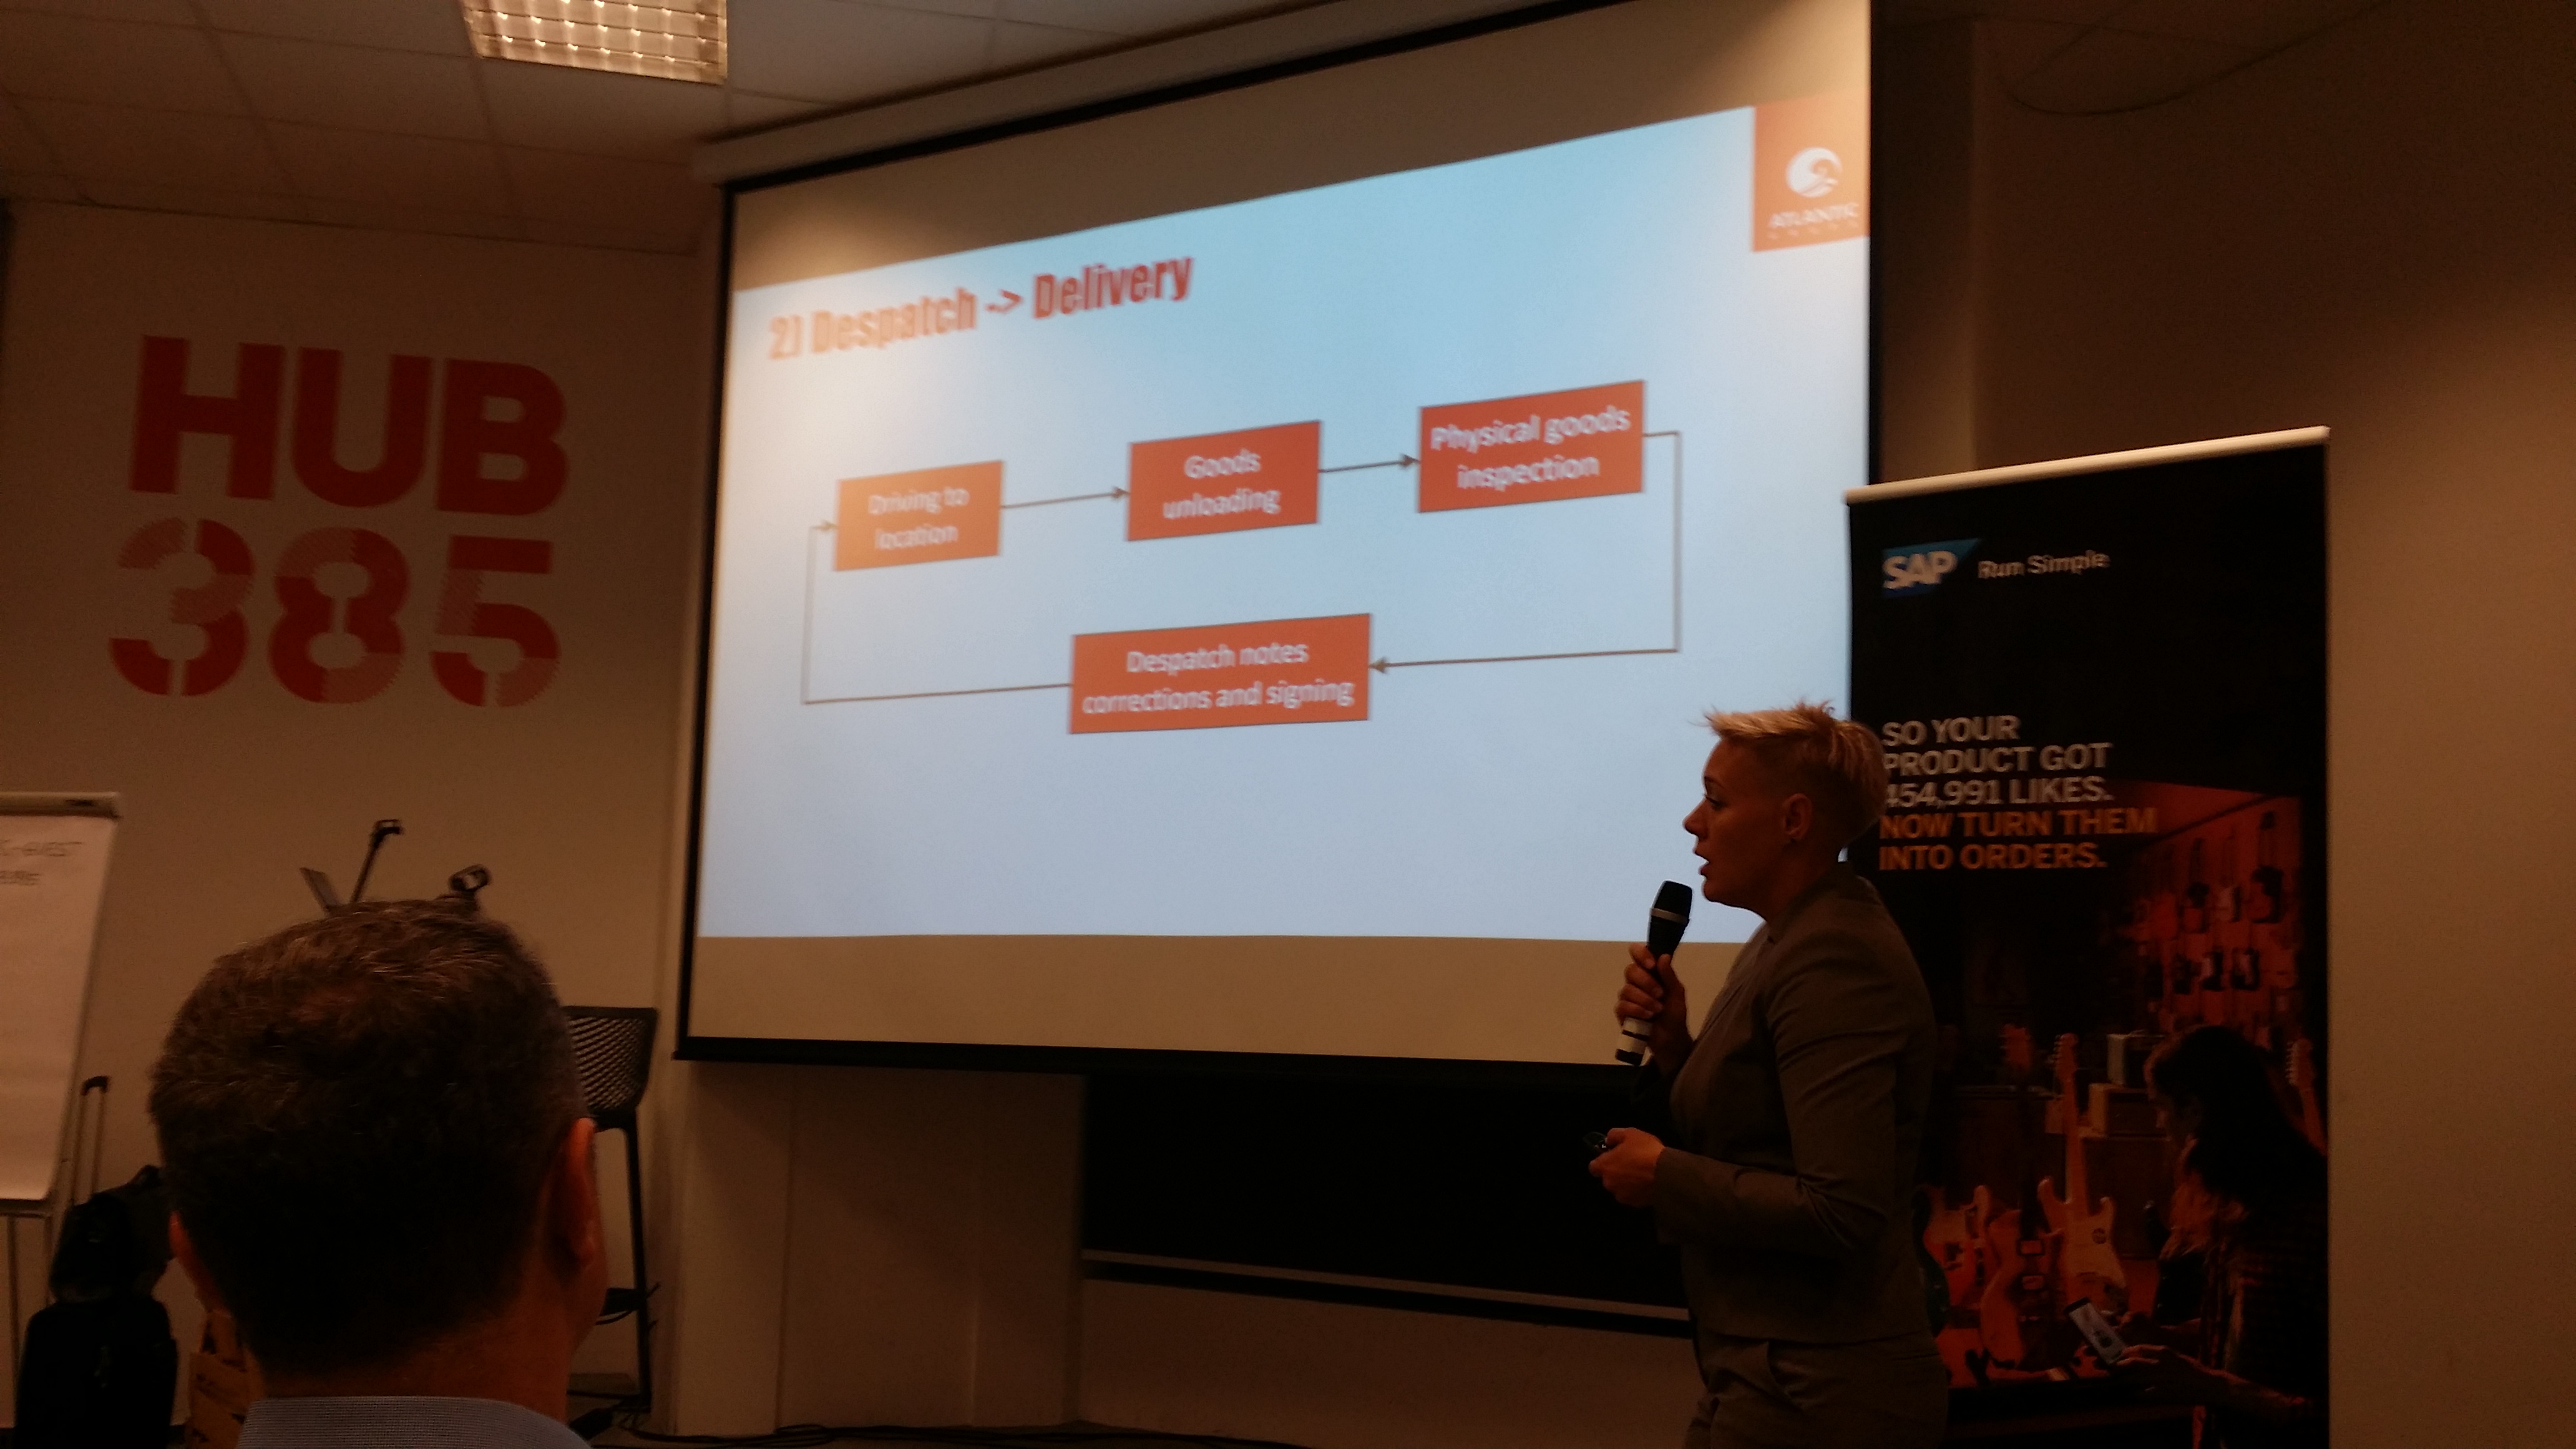 HUB
385
2) Despatch -> Delivery
ATLANTIC
Driving to
location
Goods
unloading
Physical goods
inspection
Despatch notes
corrections and signing
SAP Run Simple
SO YOUR
PRODUCT GOT
454,991 LIKES.
NOW TURN THEM
INTO ORDERS.